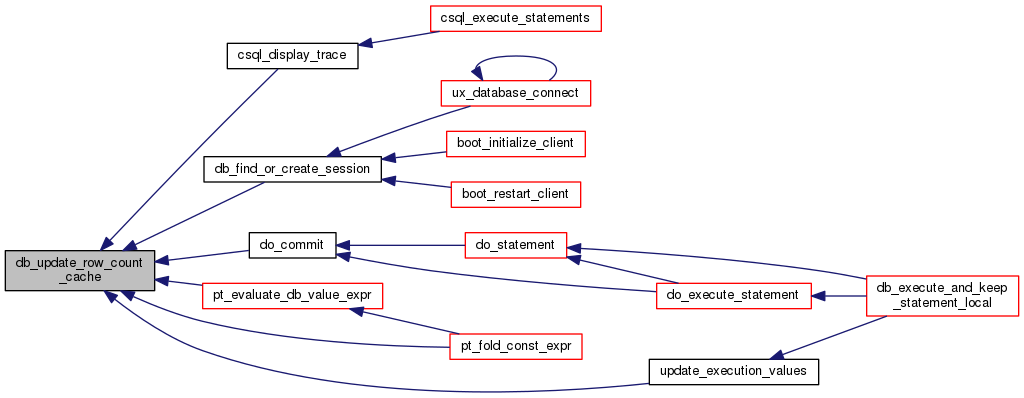 csql_execute_statements
csql_display_trace
ux_database_connect
boot_initialize_client
db_find_or_create_session
boot_restart_client
do_commit
do_statement
db_update_row_count
_cache
pt_evaluate_db_value_expr
do_execute_statement
db_execute_and_keep
_statement_local
pt_fold_const_expr
update_execution_values